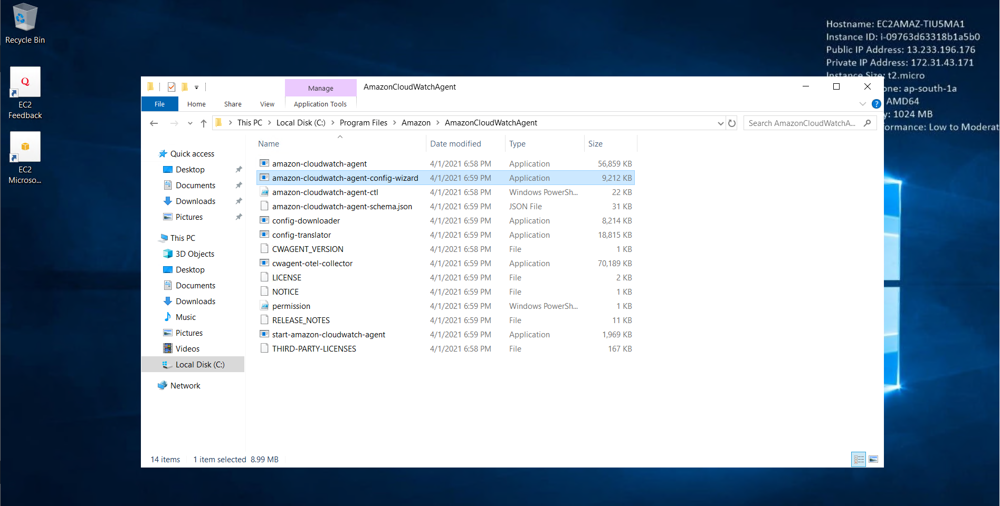 Recycle Bin
Q
EC2
Feedback
EC2
Microso...
Hostname: EC2AMAZ-TIU5MA1
Instance ID: i-09763d63318b1a5b0
Public IP Address: 13.233.196.176
Private IP Address: 172.31.43.171
Instance Size: t2.micro
one: ap-south-1a
AMD64
y: 1024 MB
ormance: Low to Moderat
Manage
AmazonCloudWatchAgent
File Home Share View Application Tools ?
This PC > Local Disk (C:) > Program Files > Amazon > AmazonCloudWatchAgent
Search AmazonCloudWatchA...
Quick access
Desktop
Documents
Downloads
Pictures
This PC
3D Objects
Desktop
Documents
Downloads
Music
Pictures
Videos
Local Disk (C:)
Network
Name Date modified Type Size
amazon-cloudwatch-agent 4/1/2021 6:58 PM Application 56,859 KB
amazon-cloudwatch-agent-config-wizard 4/1/2021 6:59 PM Application 9,212 KB
amazon-cloudwatch-agent-ctl 4/1/2021 6:58 PM Windows PowerSh... 22 KB
amazon-cloudwatch-agent-schema.json 4/1/2021 6:59 PM JSON File 31 KB
config-downloader 4/1/2021 6:59 PM Application 8,214 KB
config-translator 4/1/2021 6:59 PM Application 18,815 KB
CWAGENT_VERSION 4/1/2021 6:58 PM File 1 KB
cwagent-otel-collector 4/1/2021 6:59 PM Application 70,189 KB
LICENSE 4/1/2021 6:59 PM File 2 KB
NOTICE 4/1/2021 6:59 PM File 1 KB
permission 4/1/2021 6:59 PM Windows PowerSh... 1 KB
RELEASE_NOTES 4/1/2021 6:59 PM File 11 KB
start-amazon-cloudwatch-agent 4/1/2021 6:59 PM Application 1,969 KB
THIRD-PARTY-LICENSES 4/1/2021 6:58 PM File 167 KB
14 items 1 item selected 8.99 MB